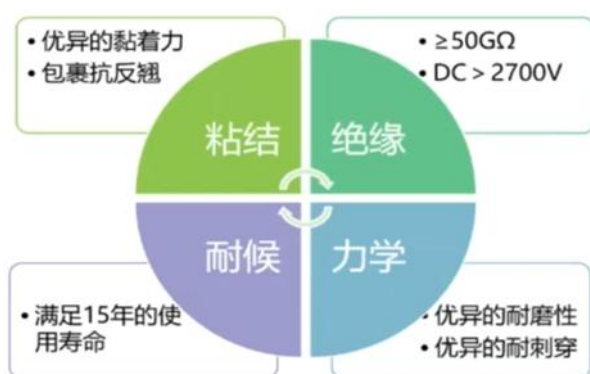 • 优异的黏着力
• 包裹抗反翘
• ≥50GΩ
• DC > 2700V
粘结
绝缘
耐候
力学
• 满足15年的使
用寿命
• 优异的耐磨性
• 优异的耐刺穿